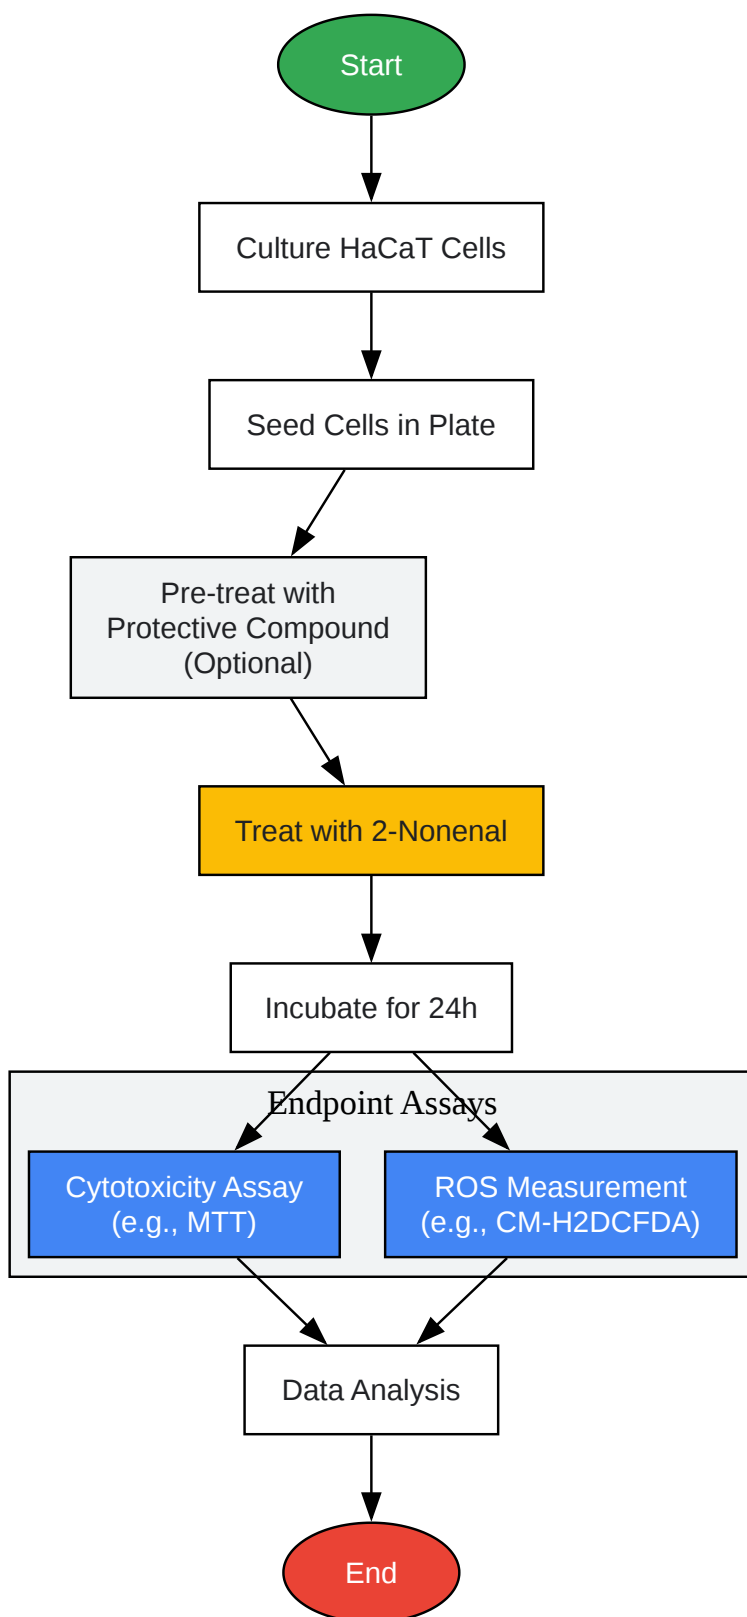 Start
Culture HaCaT Cells
Seed Cells in Plate
Pre-treat with
Protective Compound
(Optional)
Treat with 2-Nonenal
Incubate for 24h
Endpoint Assays
Cytotoxicity Assay
(e.g., MTT)
ROS Measurement
(e.g., CM-H2DCFDA)
Data Analysis
End